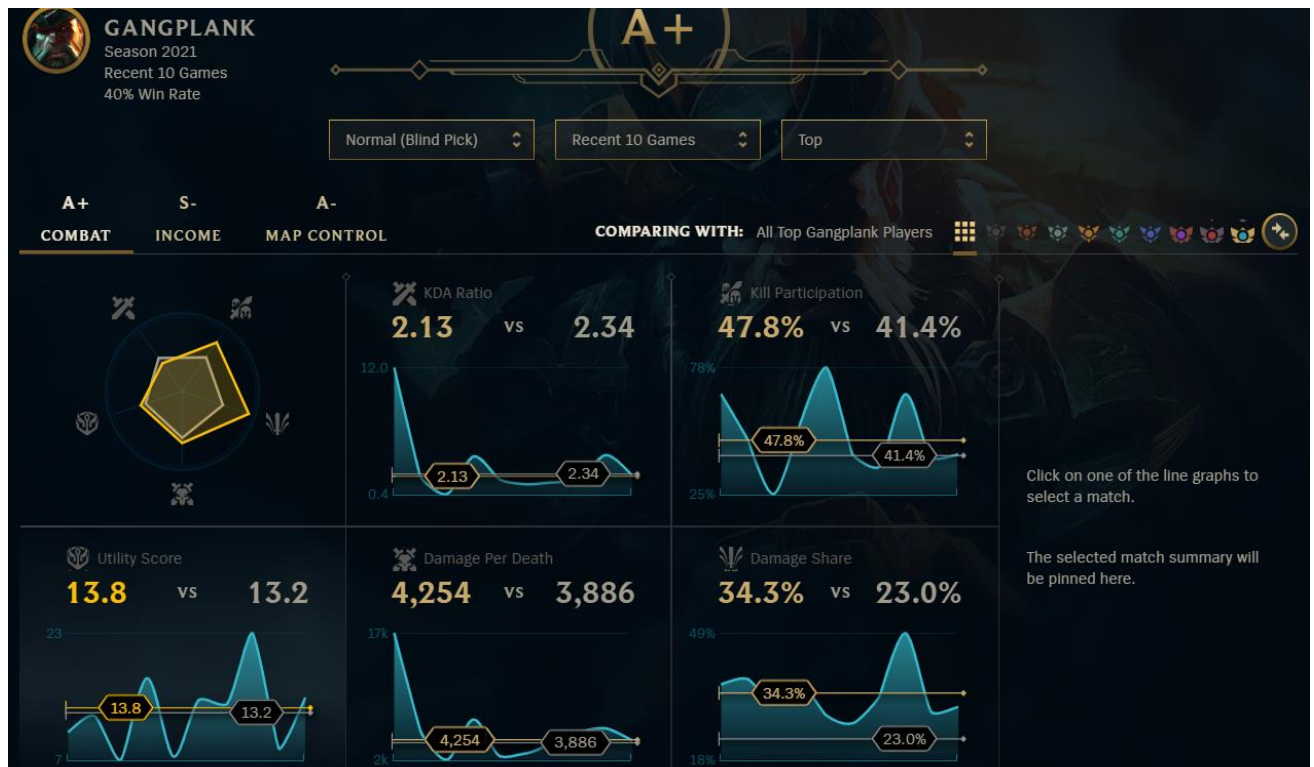 GANGPLANK
Season 2021
Recent 10 Games
40% Win Rate
A+
Normal (Blind Pick)
Recent 10 Games
Top
A+
COMBAT
S-
INCOME
A-
MAP CONTROL
COMPARING WITH: All Top Gangplank Players
KDA Ratio
2.13 VS 2.34
12.0
2.13
2.34
0.4
Kill Participation
47.8% VS 41.4%
78%
47.8%
41.4%
25%
Click on one of the line graphs to
select a match.
The selected match summary will
be pinned here.
Utility Score
13.8 VS 13.2
23
13.8
13.2
7
Damage Per Death
4,254 VS 3,886
17k
4,254
3,886
2k
Damage Share
34.3% VS 23.0%
49%
34.3%
23.0%
18%